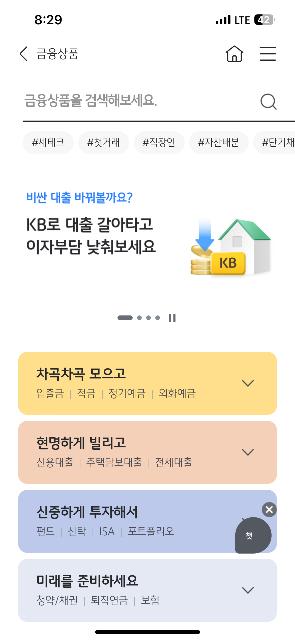 8:29 LTE 42
금융상품
금융상품을 검색해보세요.
#세테크 #첫거래 #직장인 #자산배분 #단기채
비싼 대출 바꿔볼까요?
KB로 대출 갈아타고
이자부담 낮춰보세요
KB
차곡차곡 모으고
입출금 | 적금 | 정기예금 | 외화예금
현명하게 빌리고
신용대출 | 주택담보대출 | 전세대출
신중하게 투자해서
펀드 | 신탁 | ISA | 포트폴리오
챗
미래를 준비하세요
청약/채권 | 퇴직연금 | 보험